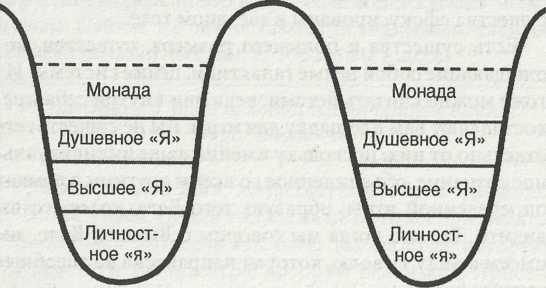 Монада
Душевное «Я»
Высшее «Я»
Личност-
ное «я»
Монада
Душевное «Я»
Высшее «Я»
Личност-
ное «я»